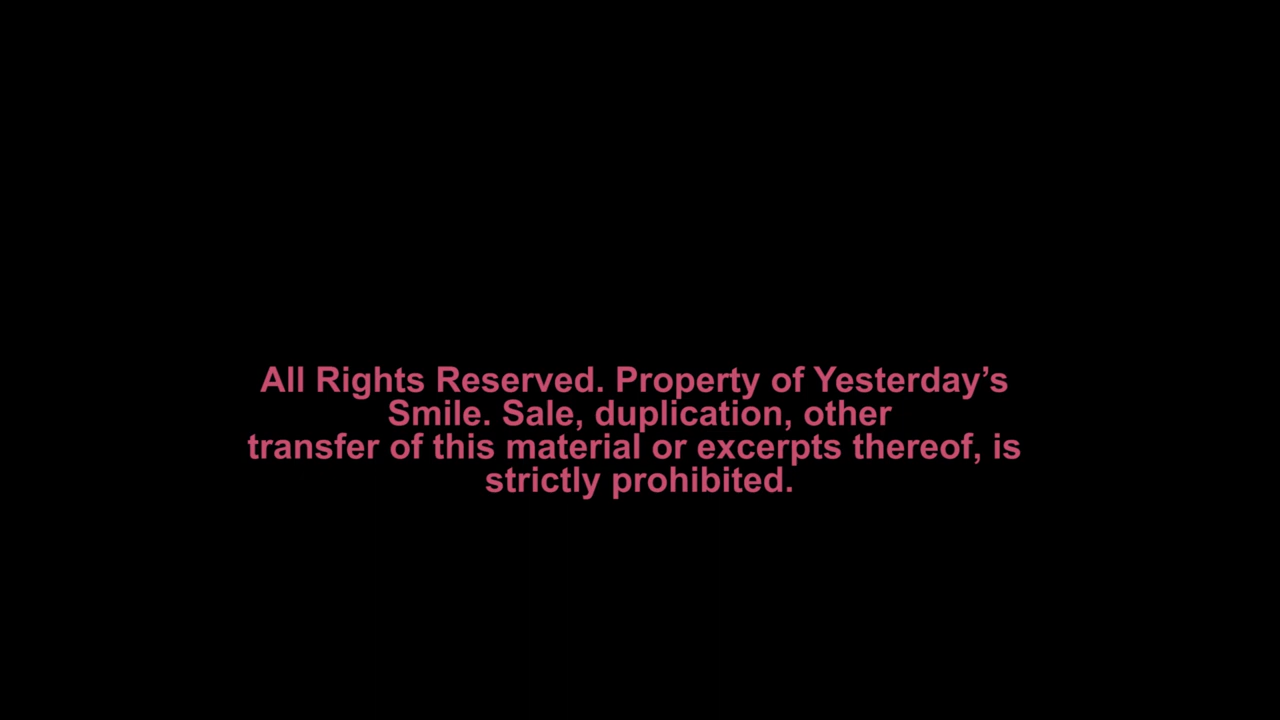 All Rights Reserved. Property of Yesterday’s
Smile. Sale, duplication, other
transfer of this material or excerpts thereof, is
strictly prohibited.